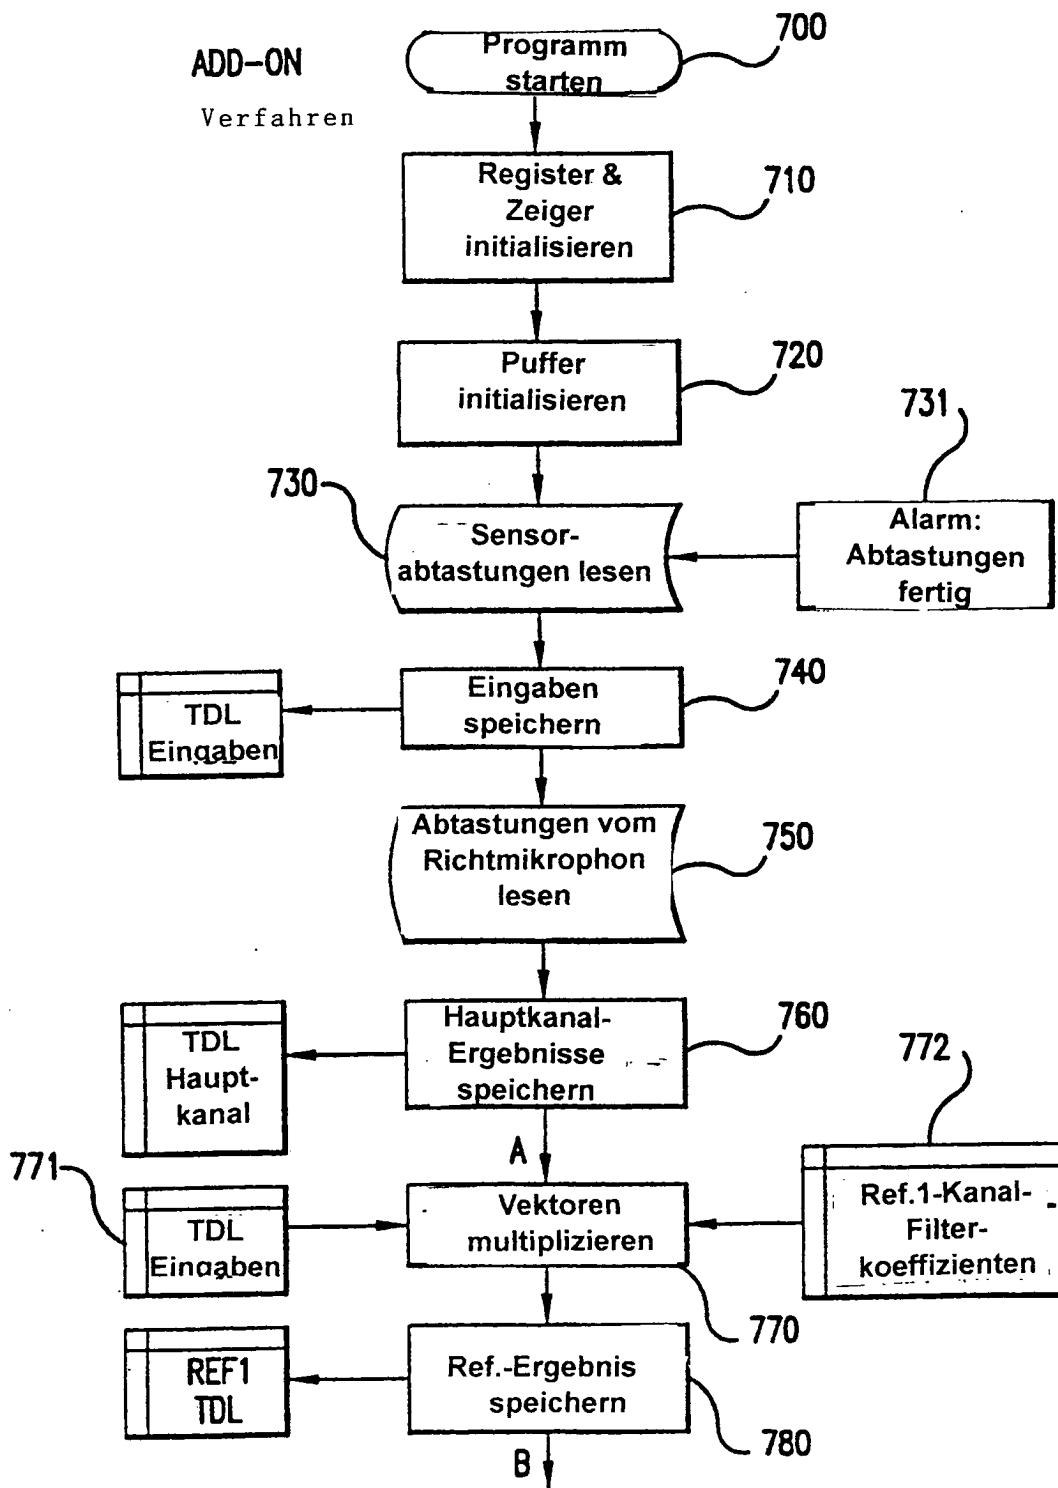 ADD-ON
Verfahren
Programm
starten
700
Register &
Zeiger
initialisieren
710
Puffer
initialisieren
720
730
Sensor-
abtastungen lesen
731
Alarm:
Abtastungen
fertig
Eingaben
speichern
740
TDL
Eingaben
Abtastungen vom
Richtmikrophon
lesen
750
Hauptkanal-
Ergebnisse
speichern
760
TDL
Haupt-
kanal
A
771
TDL
Eingaben
Vektoren
multiplizieren
770
772
Ref.1-Kanal-
Filter-
koeffizienten
REF1
TDL
Ref.-Ergebnis
speichern
780
B